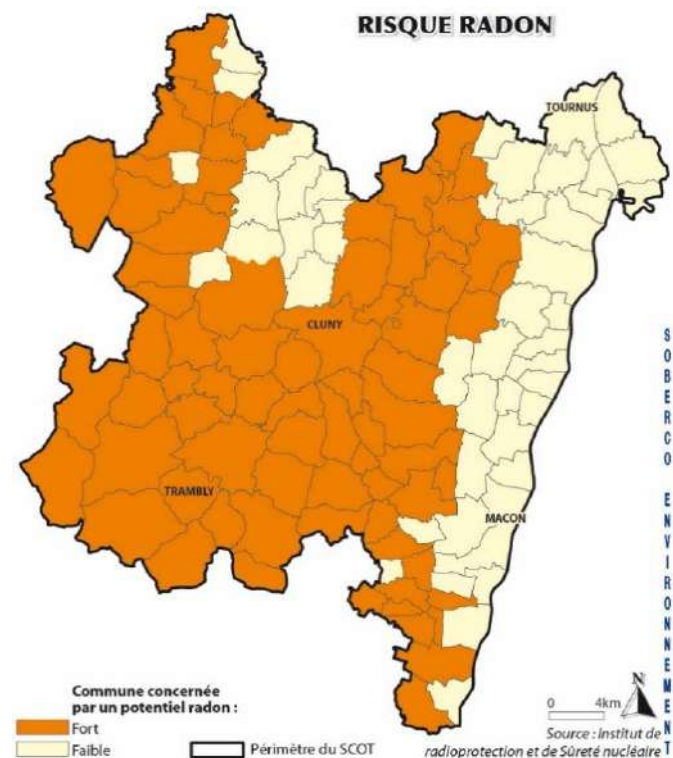 RISQUE RADON
TOURNUS
CLUNY
TRAMBLY
MACON
SOBERCO ENVIRONNEMENT
Commune concernée
par un potentiel radon :
Fort
Faible
Périmètre du SCOT
N
0 4km
Source : Institut de
radioprotection et de Sûreté nucléaire